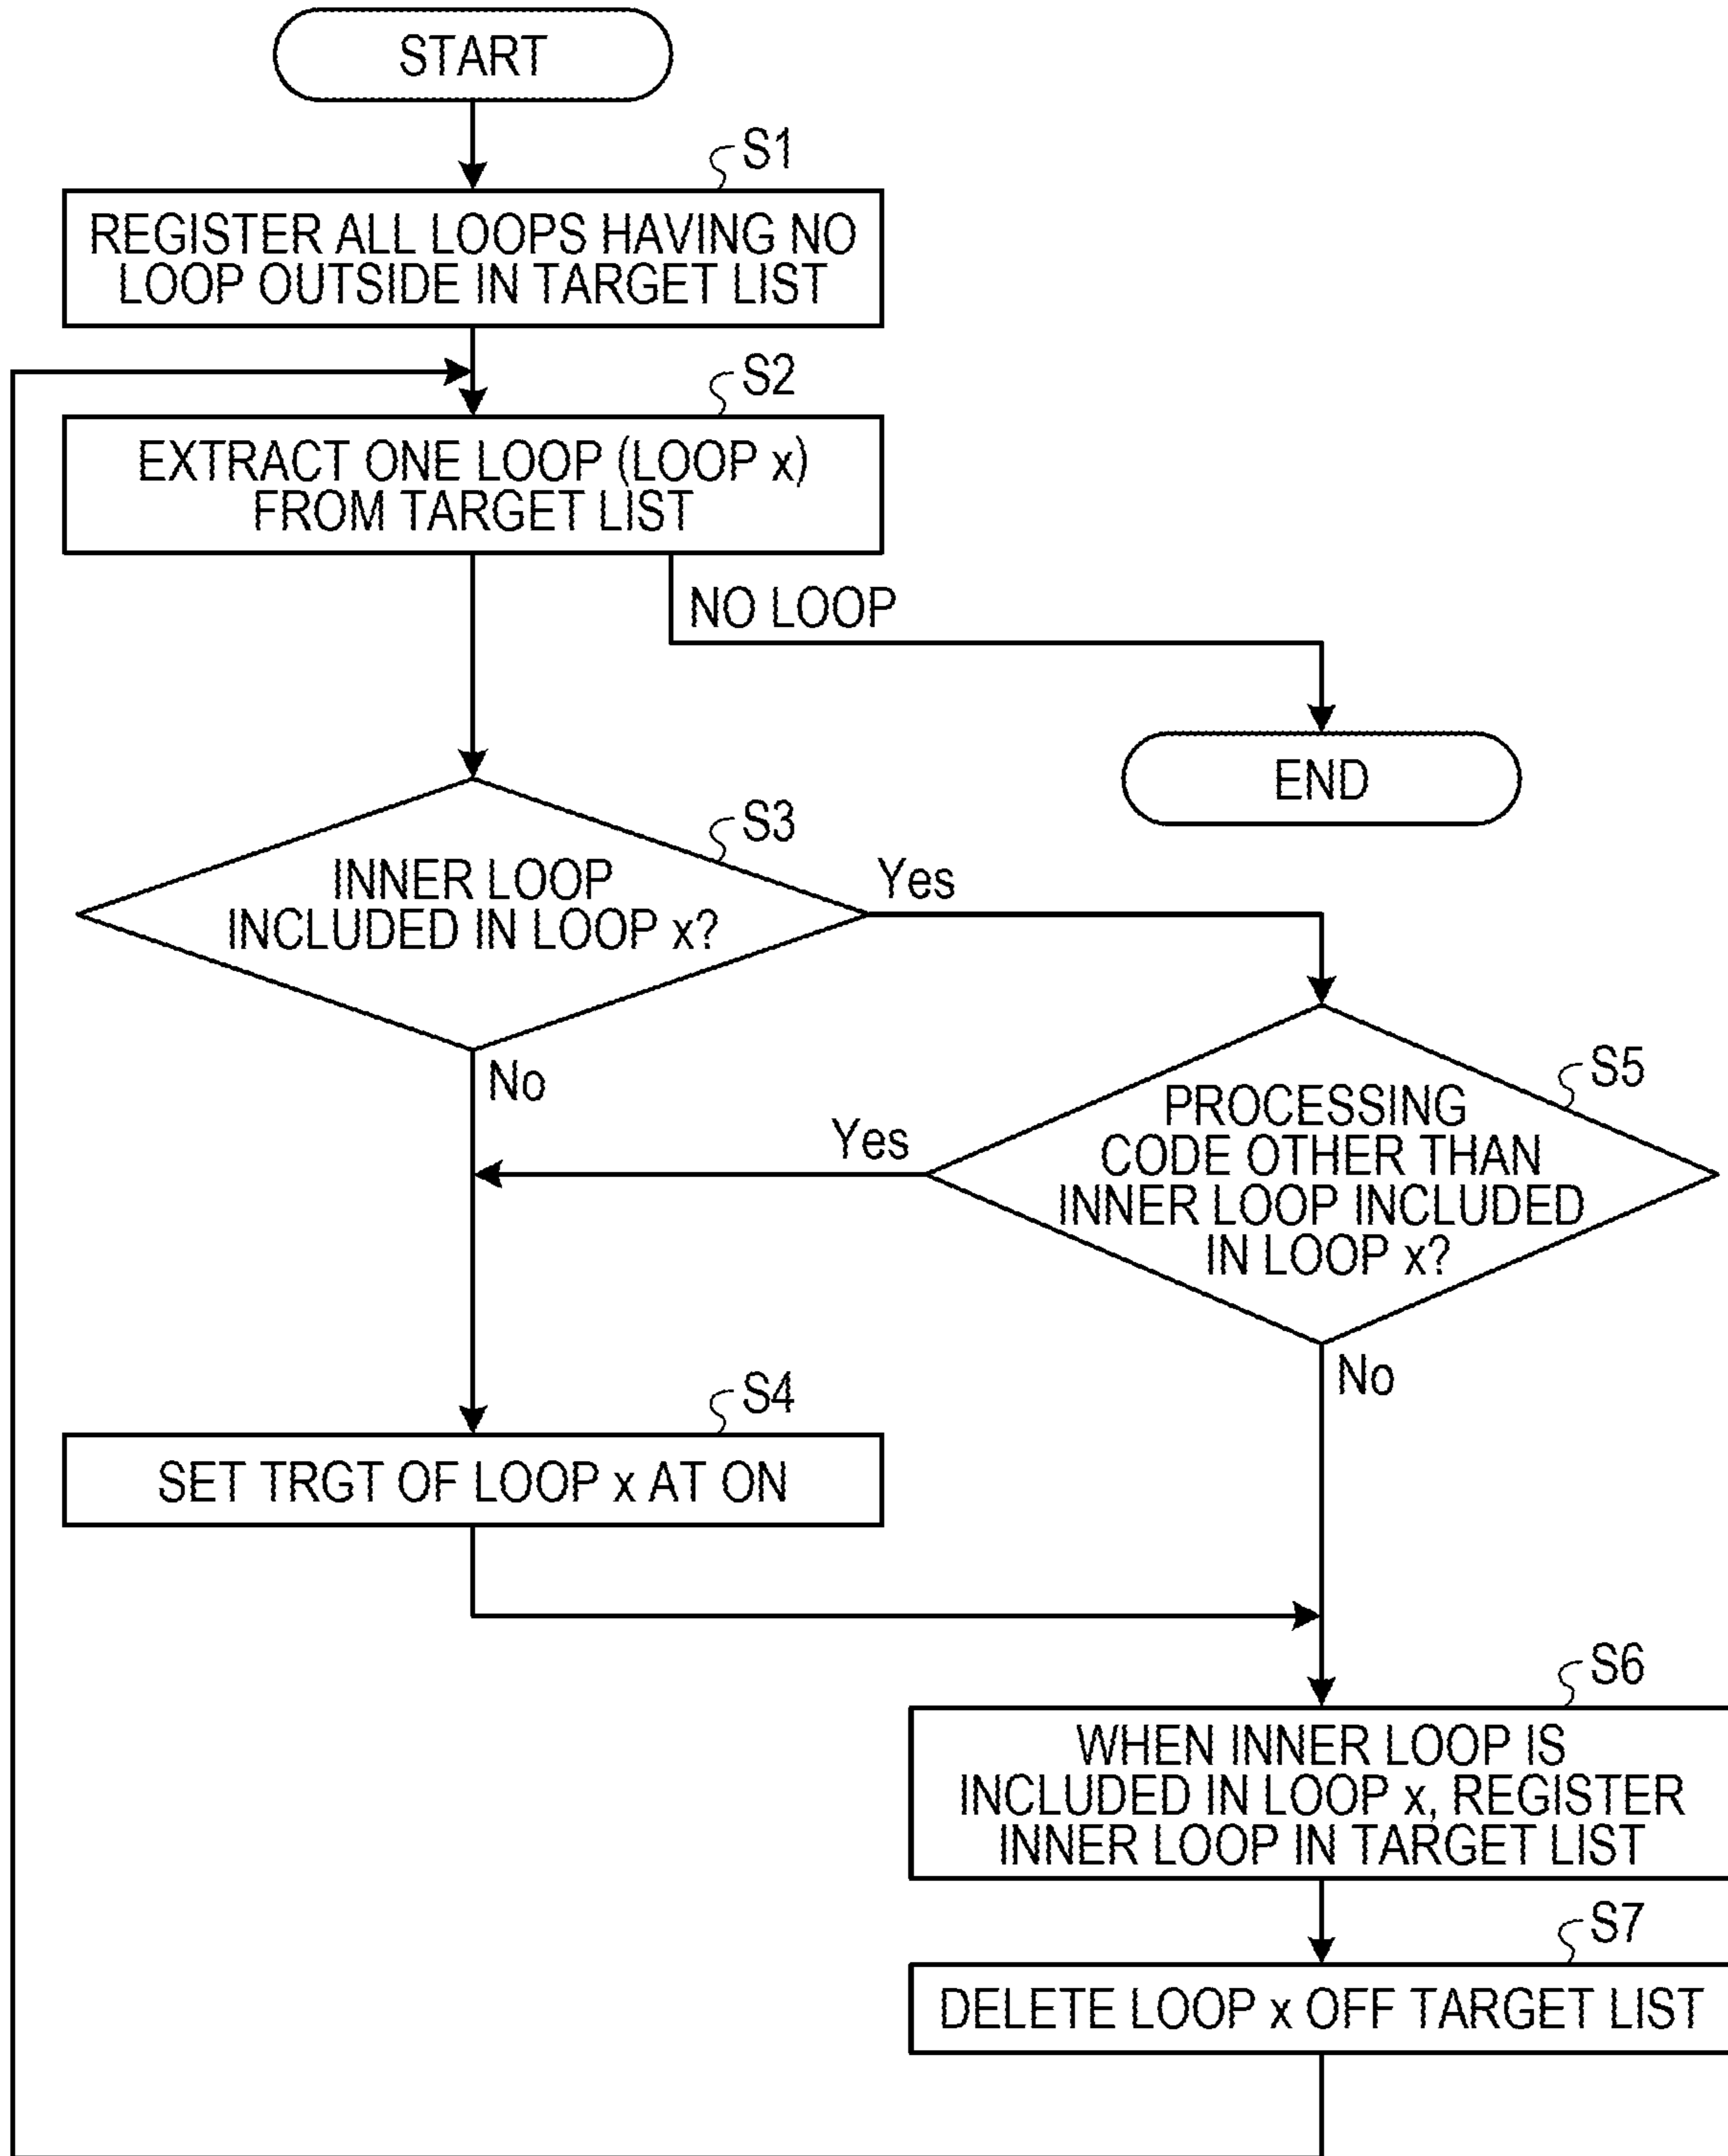 START
S1
REGISTER ALL LOOPS HAVING NO
LOOP OUTSIDE IN TARGET LIST
S2
EXTRACT ONE LOOP (LOOP x)
FROM TARGET LIST
NO LOOP
END
S3
INNER LOOP
INCLUDED IN LOOP x?
Yes
No
S5
PROCESSING
CODE OTHER THAN
INNER LOOP INCLUDED
IN LOOP x?
Yes
No
S4
SET TRGT OF LOOP x AT ON
S6
WHEN INNER LOOP IS
INCLUDED IN LOOP x, REGISTER
INNER LOOP IN TARGET LIST
S7
DELETE LOOP x OFF TARGET LIST